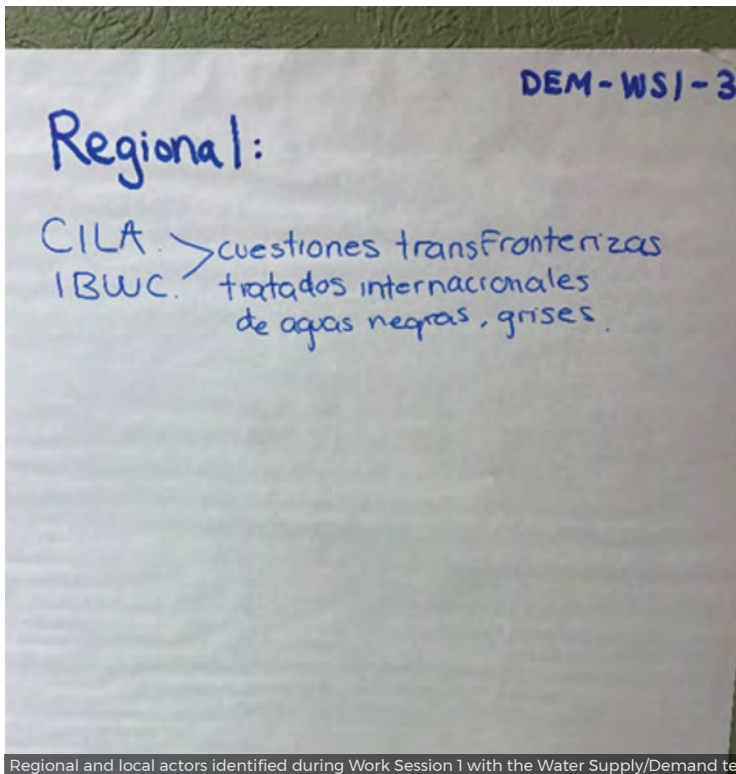 DEM-WS1-3
Regional:
CILA. cuestiones transfronterizas
IBWC. tratados internacionales
de aguas negras, grises.
Regional and local actors identified during Work Session 1 with the Water Supply/Demand te